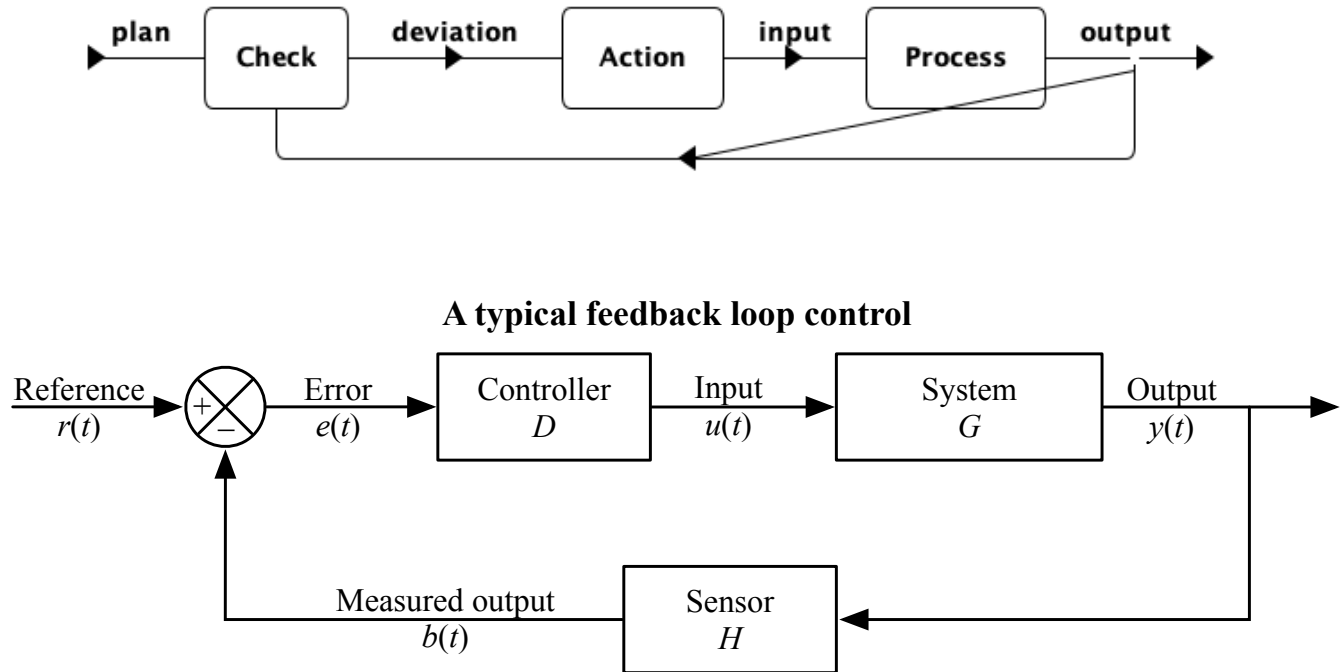 plan
deviation
input
output
Check
Action
Process
A typical feedback loop control
Reference
r(t)
+
−
Error
e(t)
Controller
D
Input
u(t)
System
G
Output
y(t)
Measured output
b(t)
Sensor
H